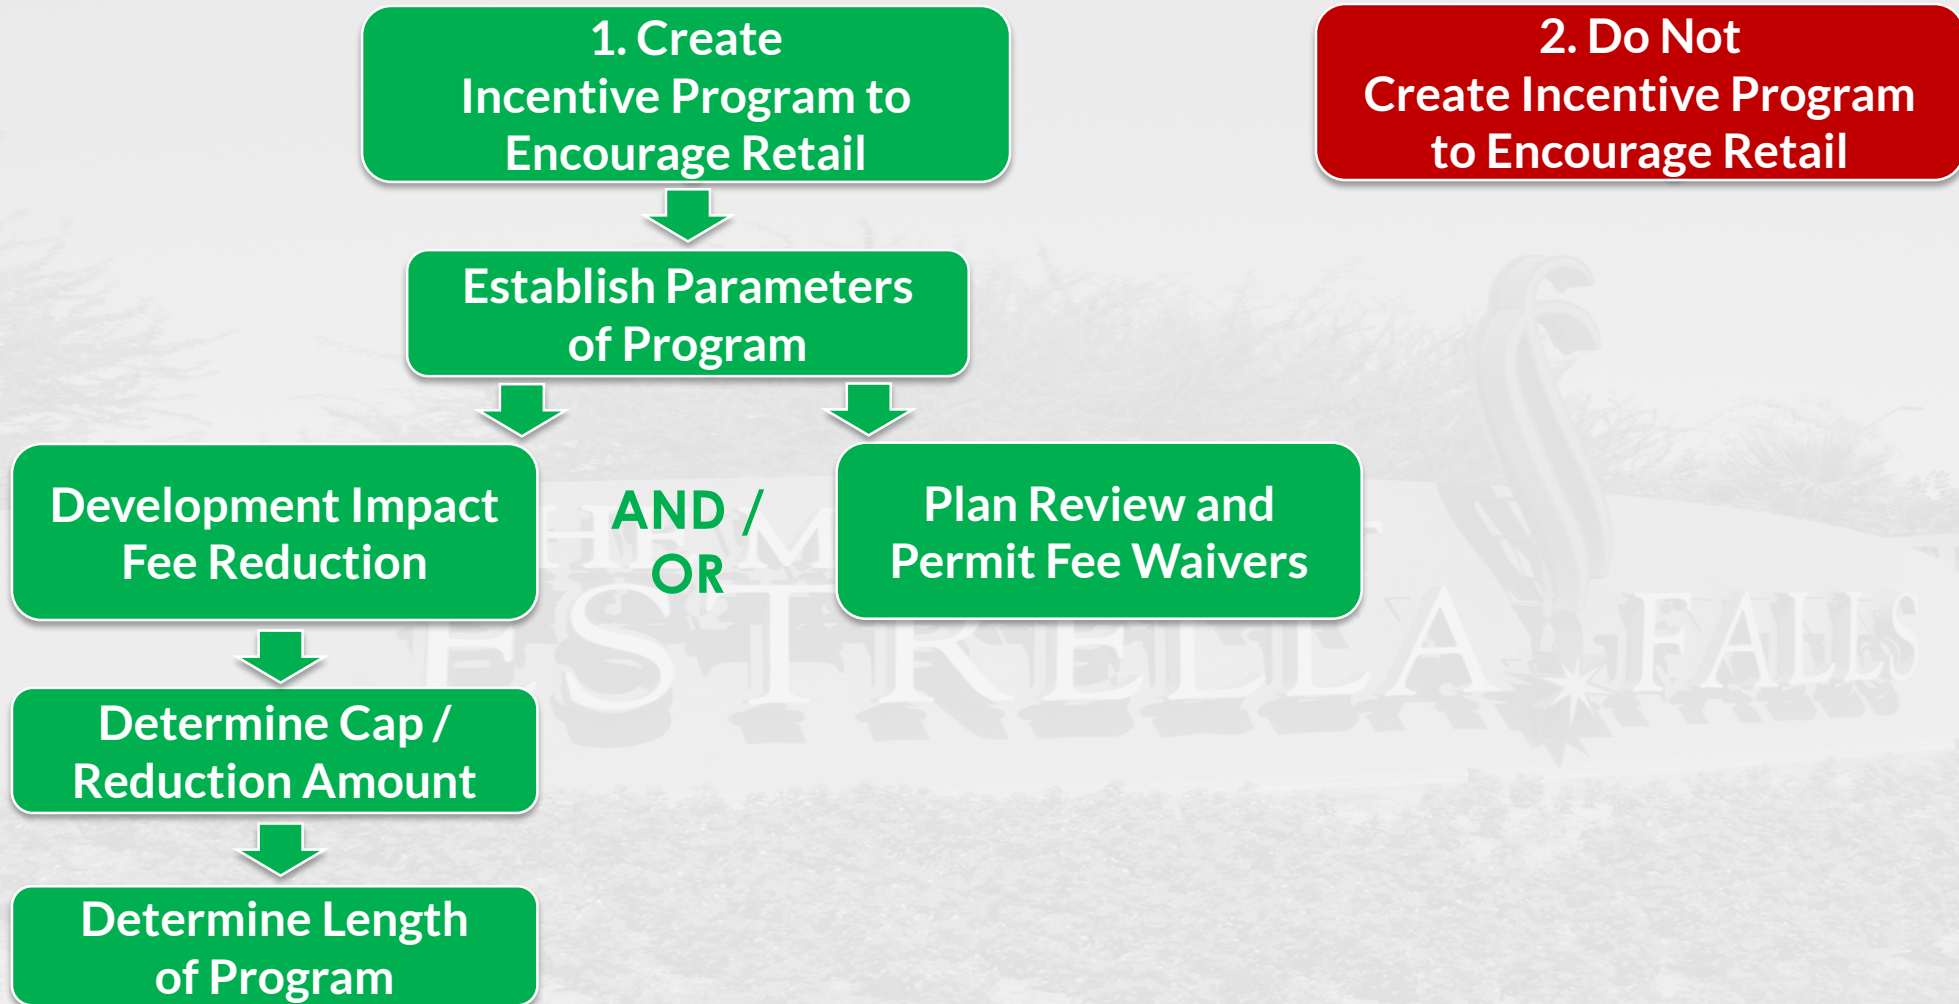 1. Create
Incentive Program to
Encourage Retail
2. Do Not
Create Incentive Program
to Encourage Retail
Establish Parameters
of Program
Development Impact
Fee Reduction
AND /
OR
Plan Review and
Permit Fee Waivers
Determine Cap /
Reduction Amount
Determine Length
of Program
ESTRELLA FALLS